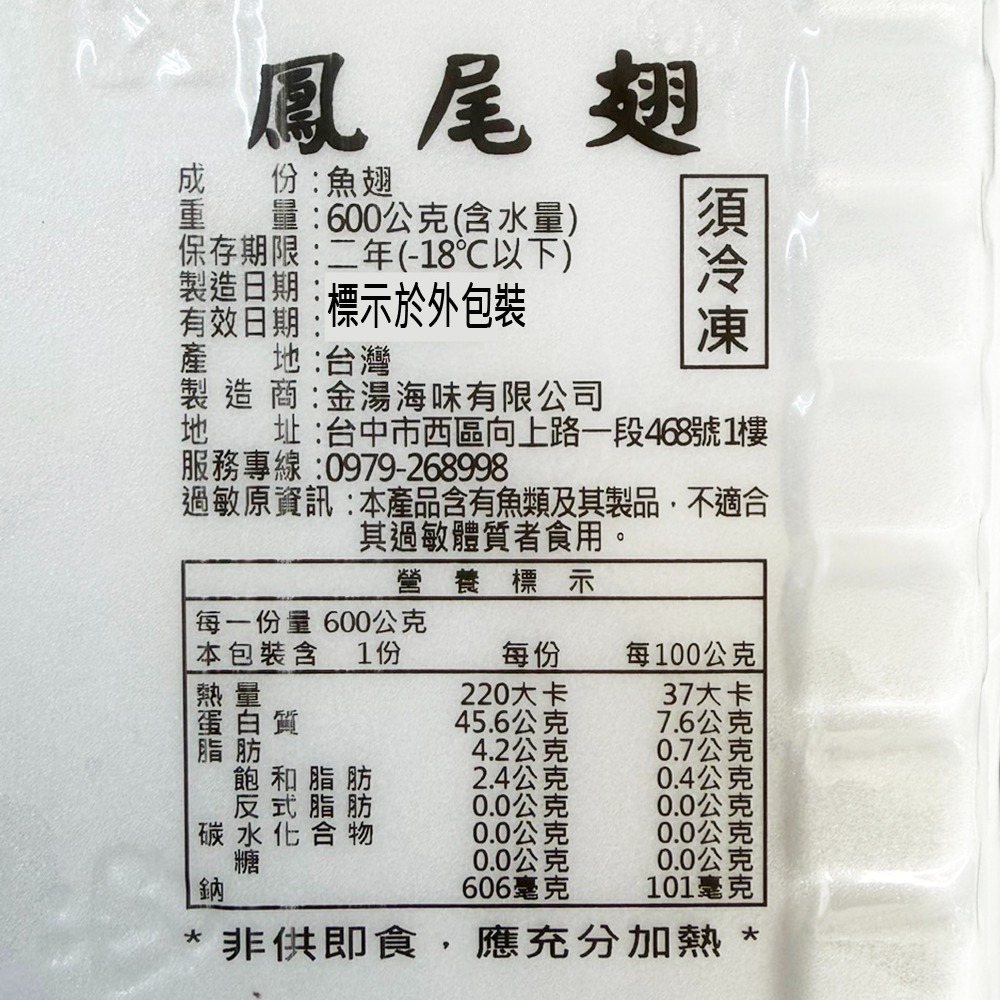 鳳尾翅
成份：魚翅
重量：600公克(含水量)
保存期限：二年(-18℃以下)
製造日期：
有效日期：
標示於外包裝
產地：台灣
製造商：金湯海味有限公司
地址：台中市西區向上路一段468號1樓
服務專線：0979-268998
過敏原資訊：本產品含有魚類及其製品，不適合
其過敏體質者食用。
須冷凍
營養標示
每一份量 600公克
本包裝含 1份 每份 每100公克
熱量 220大卡 37大卡
蛋白質 45.6公克 7.6公克
脂肪 4.2公克 0.7公克
飽和脂肪 2.4公克 0.4公克
反式脂肪 0.0公克 0.0公克
碳水化合物 0.0公克 0.0公克
糖 0.0公克 0.0公克
鈉 606毫克 101毫克
* 非供即食，應充分加熱 *